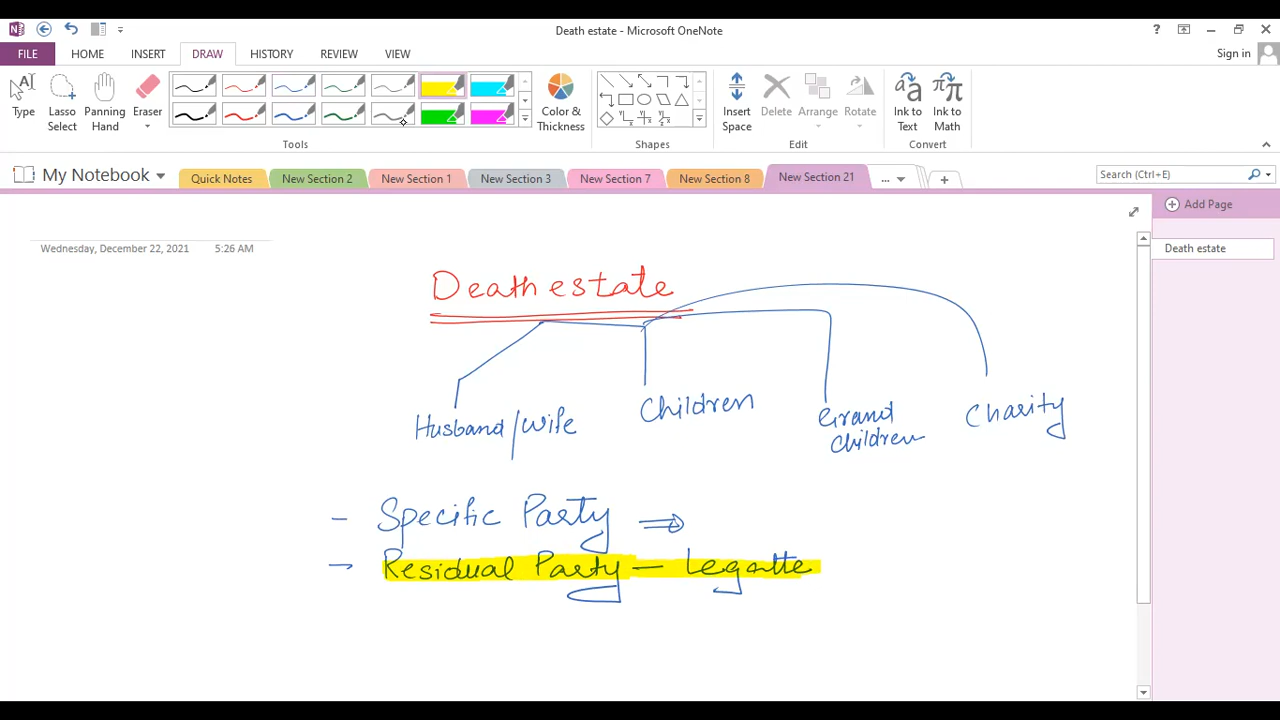 Death estate - Microsoft OneNote
?
Sign in
FILE HOME INSERT DRAW HISTORY REVIEW VIEW
Type
Lasso Select
Panning Hand
Eraser
Color & Thickness
Insert Space
Delete
Arrange
Rotate
Ink to Text
Ink to Math
Tools Shapes Edit Convert
My Notebook
Quick Notes New Section 2 New Section 1 New Section 3 New Section 7 New Section 8 New Section 21 ...
Search (Ctrl+E)
Add Page
Death estate
Wednesday, December 22, 2021 5:26 AM
Death estate
Husband/Wife Children Grand Children Charity
- Specific Party ⇒
- Residual Party — Legatte